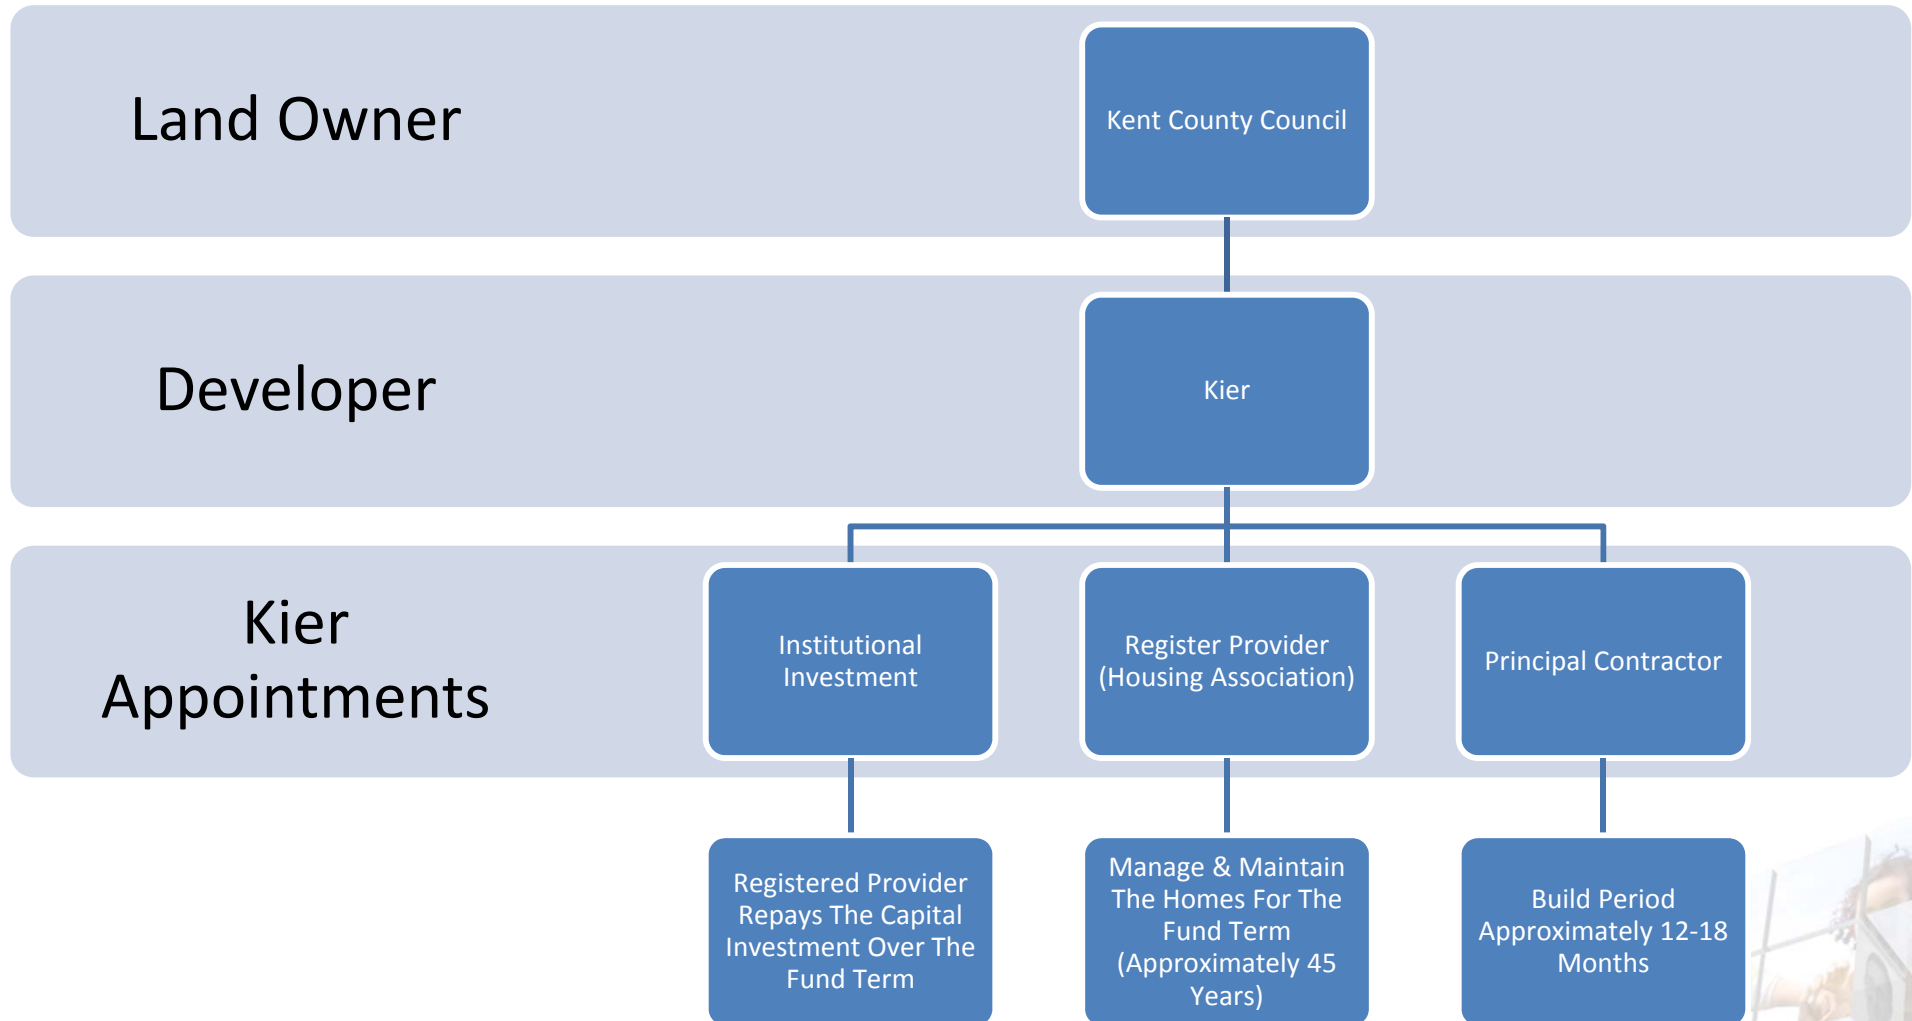 Land Owner
Kent County Council
Developer
Kier
Kier
Appointments
Institutional
Investment
Register Provider
(Housing Association)
Principal Contractor
Registered Provider
Repays The Capital
Investment Over The
Fund Term
Manage & Maintain
The Homes For The
Fund Term
(Approximately 45
Years)
Build Period
Approximately 12-18
Months